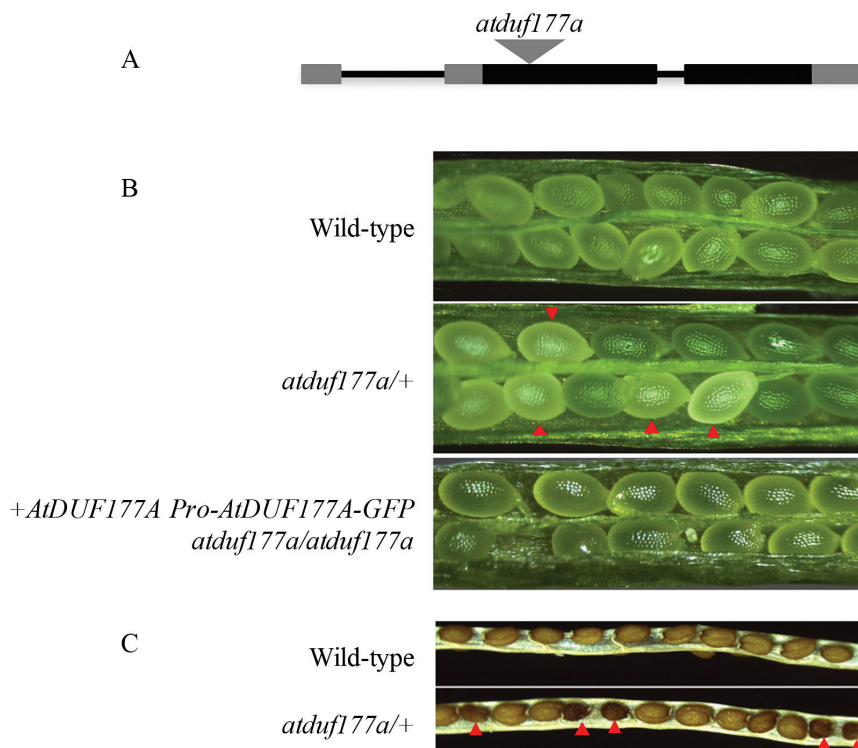 atduf177a
A
B
Wild-type
atduf177a/+
+AtDUF177A Pro-AtDUF177A-GFP
atduf177a/atduf177a
C
Wild-type
atduf177a/+